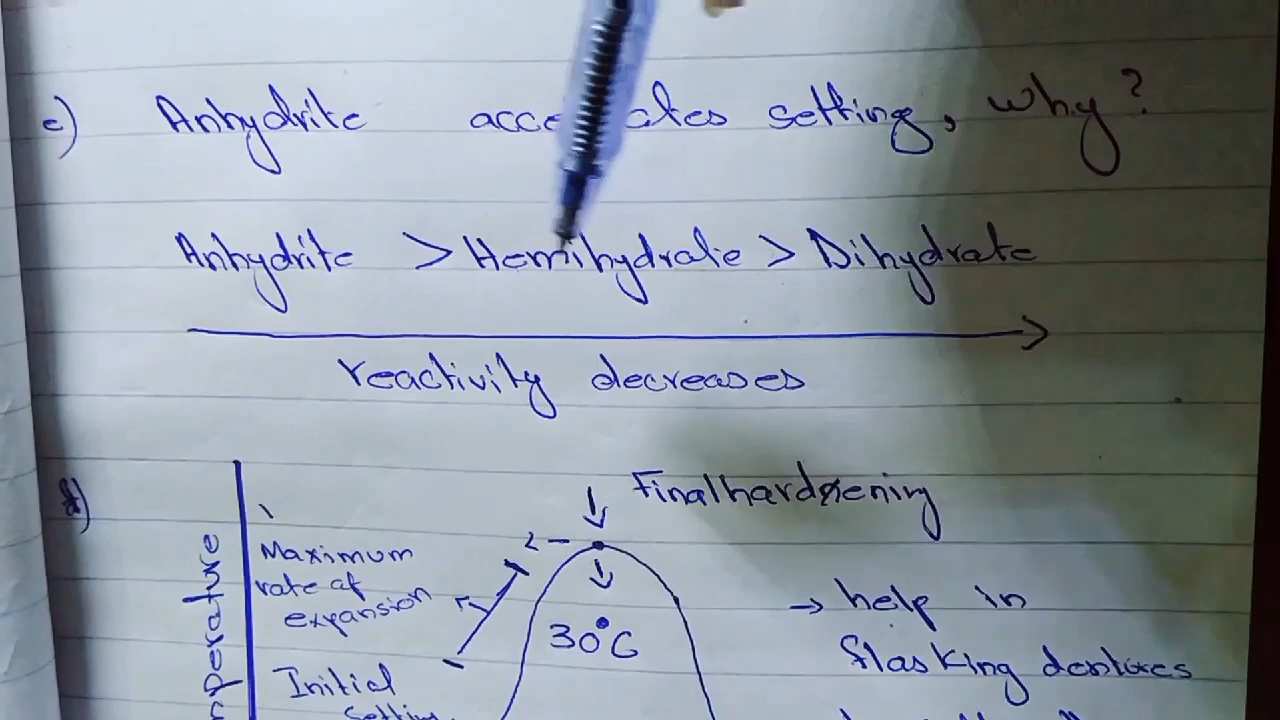 c) Anhydrite accelerates setting, why?
Anhydrite > Hemihydrate > Dihydrate
reactivity decreases
Final hardening
2
Maximum
rate of
expansion
30°C
→ help in
flasking dentures
Initial